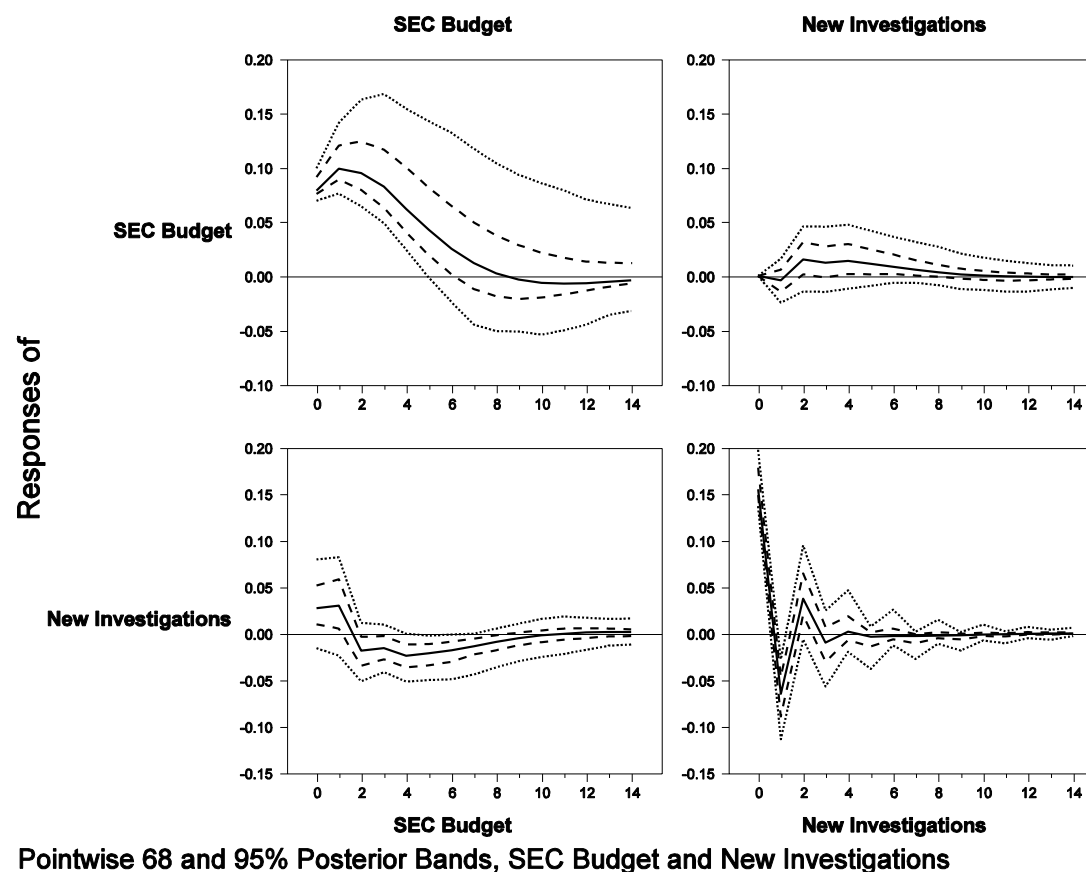 SEC Budget
New Investigations
0.20
0.15
0.10
0.05
0.00
-0.05
-0.10
0 2 4 6 8 10 12 14
0.20
0.15
0.10
0.05
0.00
-0.05
-0.10
0 2 4 6 8 10 12 14
SEC Budget
Responses of
New Investigations
0.20
0.15
0.10
0.05
0.00
-0.05
-0.10
-0.15
0 2 4 6 8 10 12 14
0.20
0.15
0.10
0.05
0.00
-0.05
-0.10
-0.15
0 2 4 6 8 10 12 14
SEC Budget
New Investigations
Pointwise 68 and 95% Posterior Bands, SEC Budget and New Investigations